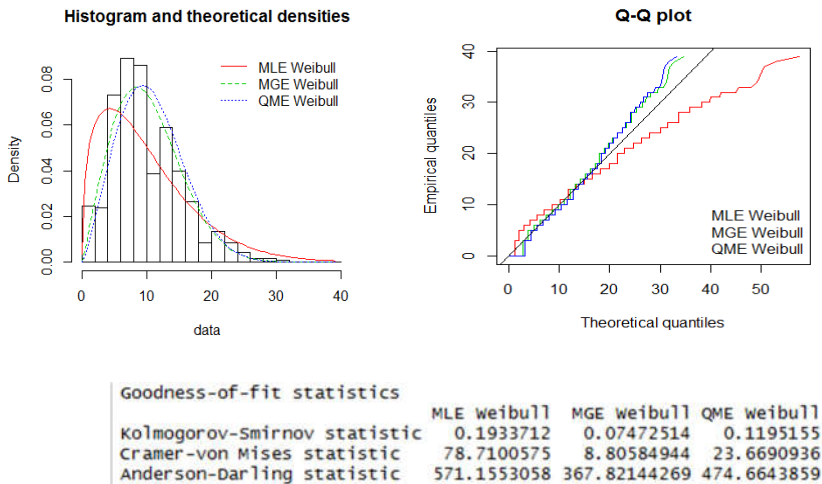 Histogram and theoretical densities
Density
0.00
0.02
0.04
0.06
0.08
MLE Weibull
MGE Weibull
QME Weibull
0
10
20
30
40
data
Q-Q plot
Empirical quantiles
0
10
20
30
40
MLE Weibull
MGE Weibull
QME Weibull
0
10
20
30
40
50
Theoretical quantiles
Goodness-of-fit statistics
MLE Weibull MGE Weibull QME Weibull
Kolmogorov-Smirnov statistic 0.1933712 0.07472514 0.1195155
Cramer-von Mises statistic 78.7100575 8.80584944 23.6690936
Anderson-Darling statistic 571.1553058 367.82144269 474.6643859